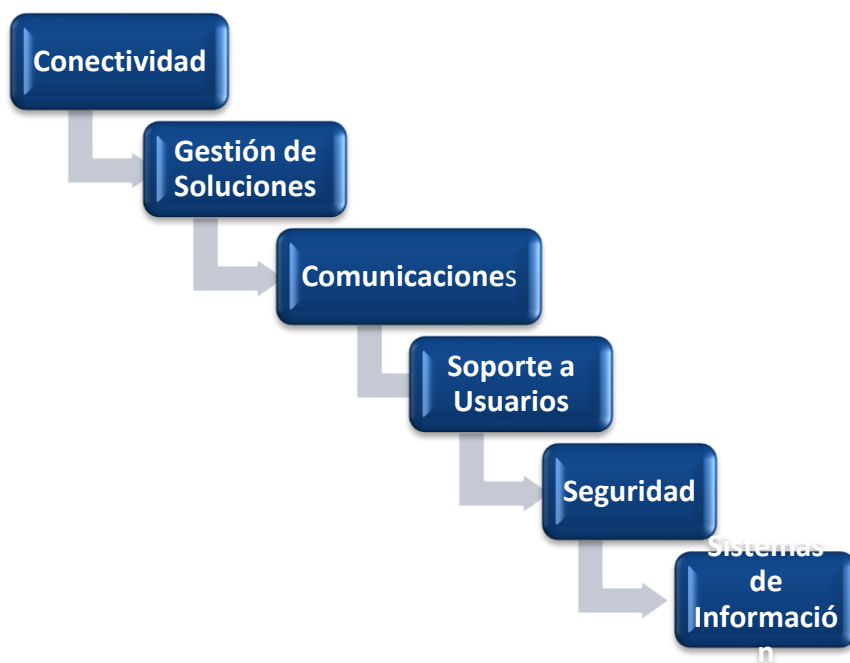 Conectividad
Gestión de
Soluciones
Comunicaciones
Soporte a
Usuarios
Seguridad
Sistemas
de
Informació
n